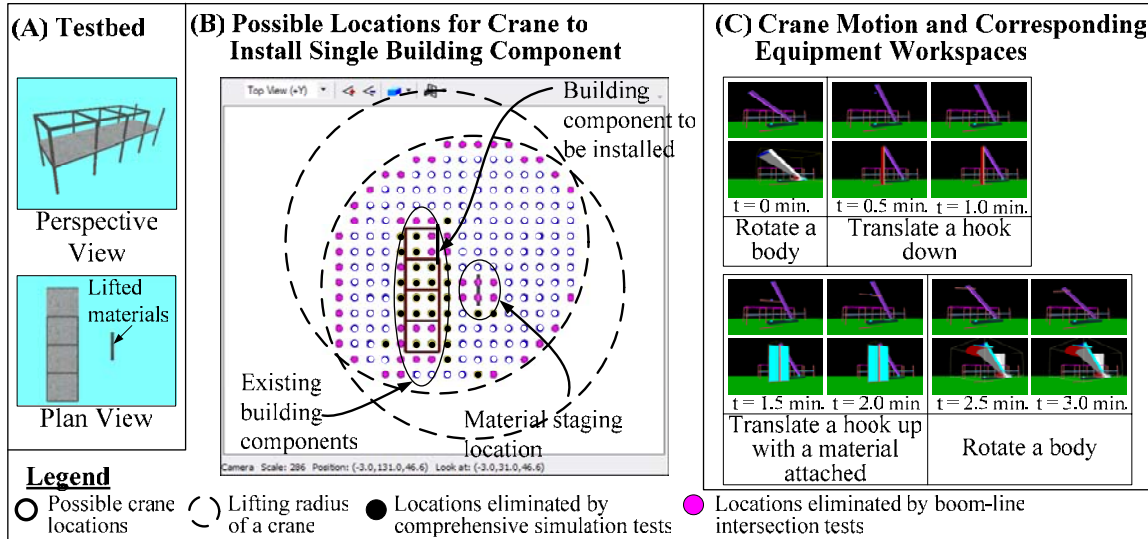 (A) Testbed
Perspective
View
Lifted
materials
Plan View
(B) Possible Locations for Crane to
Install Single Building Component
Top View (+Y)
Building
component to
be installed
Existing
building
components
Material staging
location
Camera Scale: 286 Position: (-3.0,131.0,46.6) Look at: (-3.0,31.0,46.6)
(C) Crane Motion and Corresponding
Equipment Workspaces
t = 0 min. t = 0.5 min. t = 1.0 min.
Rotate a
body
Translate a hook
down
t = 1.5 min. t = 2.0 min t = 2.5 min. t = 3.0 min.
Translate a hook up
with a material
attached
Rotate a body
Legend
Possible crane
locations
Lifting radius
of a crane
Locations eliminated by
comprehensive simulation tests
Locations eliminated by boom-line
intersection tests